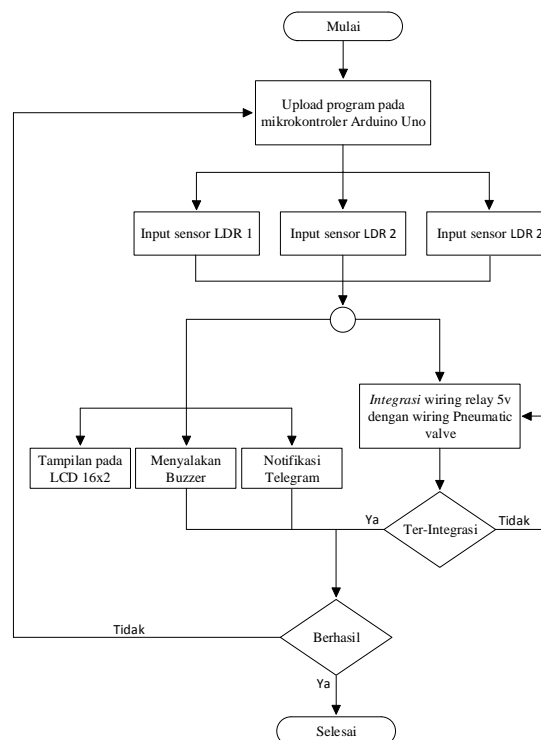 Mulai
Upload program pada
mikrokontroler Arduino Uno
Input sensor LDR 1
Input sensor LDR 2
Input sensor LDR 2
Integrasi wiring relay 5v
dengan wiring Pneumatic
valve
Tampilan pada
LCD 16x2
Menyalakan
Buzzer
Notifikasi
Telegram
Ya
Ter-Integrasi
Tidak
Tidak
Berhasil
Ya
Selesai